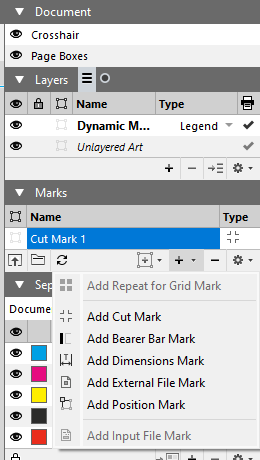 Document
Crosshair
Page Boxes
Layers
Name Type
Dynamic M... Legend
Unlayered Art
Marks
Name Type
Cut Mark 1
Add Repeat for Grid Mark
Sep
Add Cut Mark
Docume
Add Bearer Bar Mark
Add Dimensions Mark
Add External File Mark
Add Position Mark
Add Input File Mark